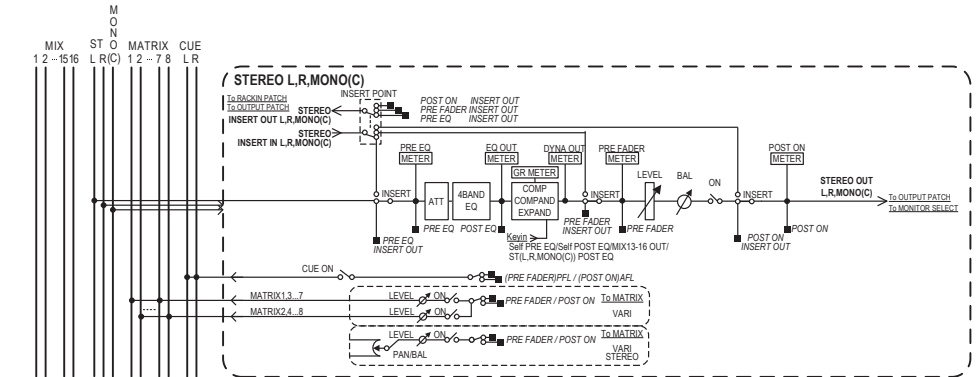 M
O
N
O
MIX ST (C) MATRIX CUE
1 2 ··· 1516 L R 1 2 ··· 7 8 L R
STEREO L,R,MONO(C)
To RACKIN PATCH
To OUTPUT PATCH
INSERT POINT
STEREO
INSERT OUT L,R,MONO(C)
STEREO
INSERT IN L,R,MONO(C)
POST ON INSERT OUT
PRE FADER INSERT OUT
PRE EQ INSERT OUT
PRE EQ
METER
EQ OUT
METER
DYNA OUT
METER
PRE FADER
METER
POST ON
METER
GR METER
LEVEL
BAL
ON
INSERT
ATT
4BAND
EQ
COMP
COMPAND
EXPAND
INSERT
INSERT
STEREO OUT
L,R,MONO(C)
To OUTPUT PATCH
To MONITOR SELECT
PRE EQ
INSERT OUT
PRE EQ
POST EQ
PRE FADER
INSERT OUT
PRE FADER
POST ON
INSERT OUT
POST ON
Keyin
Self PRE EQ/Self POST EQ/MIX13-16 OUT/
ST(L,R,MONO(C)) POST EQ
CUE ON
(PRE FADER)PFL / (POST ON)AFL
MATRIX1,3...7
LEVEL
ON
PRE FADER / POST ON
To MATRIX
VARI
MATRIX2,4...8
LEVEL
ON
LEVEL
ON
PRE FADER / POST ON
To MATRIX
VARI
STEREO
PAN/BAL